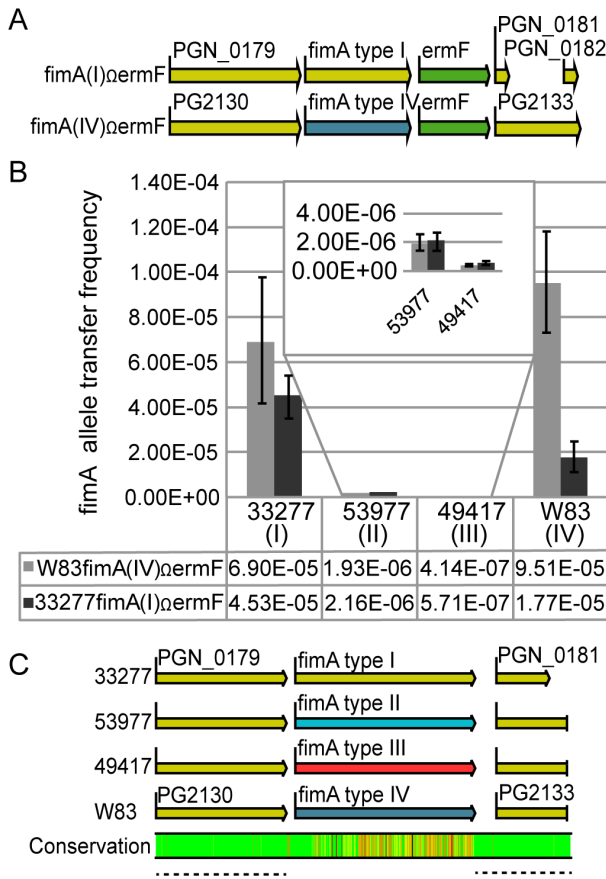 A
PGN_0179 fimA type I ermF PGN_0181
PGN_0182
fimA(I)ΩermF
PG2130 fimA type IV ermF PG2133
fimA(IV)ΩermF
B
fimA allele transfer frequency
1.40E-04
1.20E-04
1.00E-04
8.00E-05
6.00E-05
4.00E-05
2.00E-05
0.00E+00
4.00E-06
2.00E-06
0.00E+00
53977
49417
33277 53977 49417 W83
(I) (II) (III) (IV)
W83fimA(IV)ΩermF 6.90E-05 1.93E-06 4.14E-07 9.51E-05
33277fimA(I)ΩermF 4.53E-05 2.16E-06 5.71E-07 1.77E-05
C
PGN_0179 fimA type I PGN_0181
33277
fimA type II
53977
fimA type III
49417
PG2130 fimA type IV PG2133
W83
Conservation